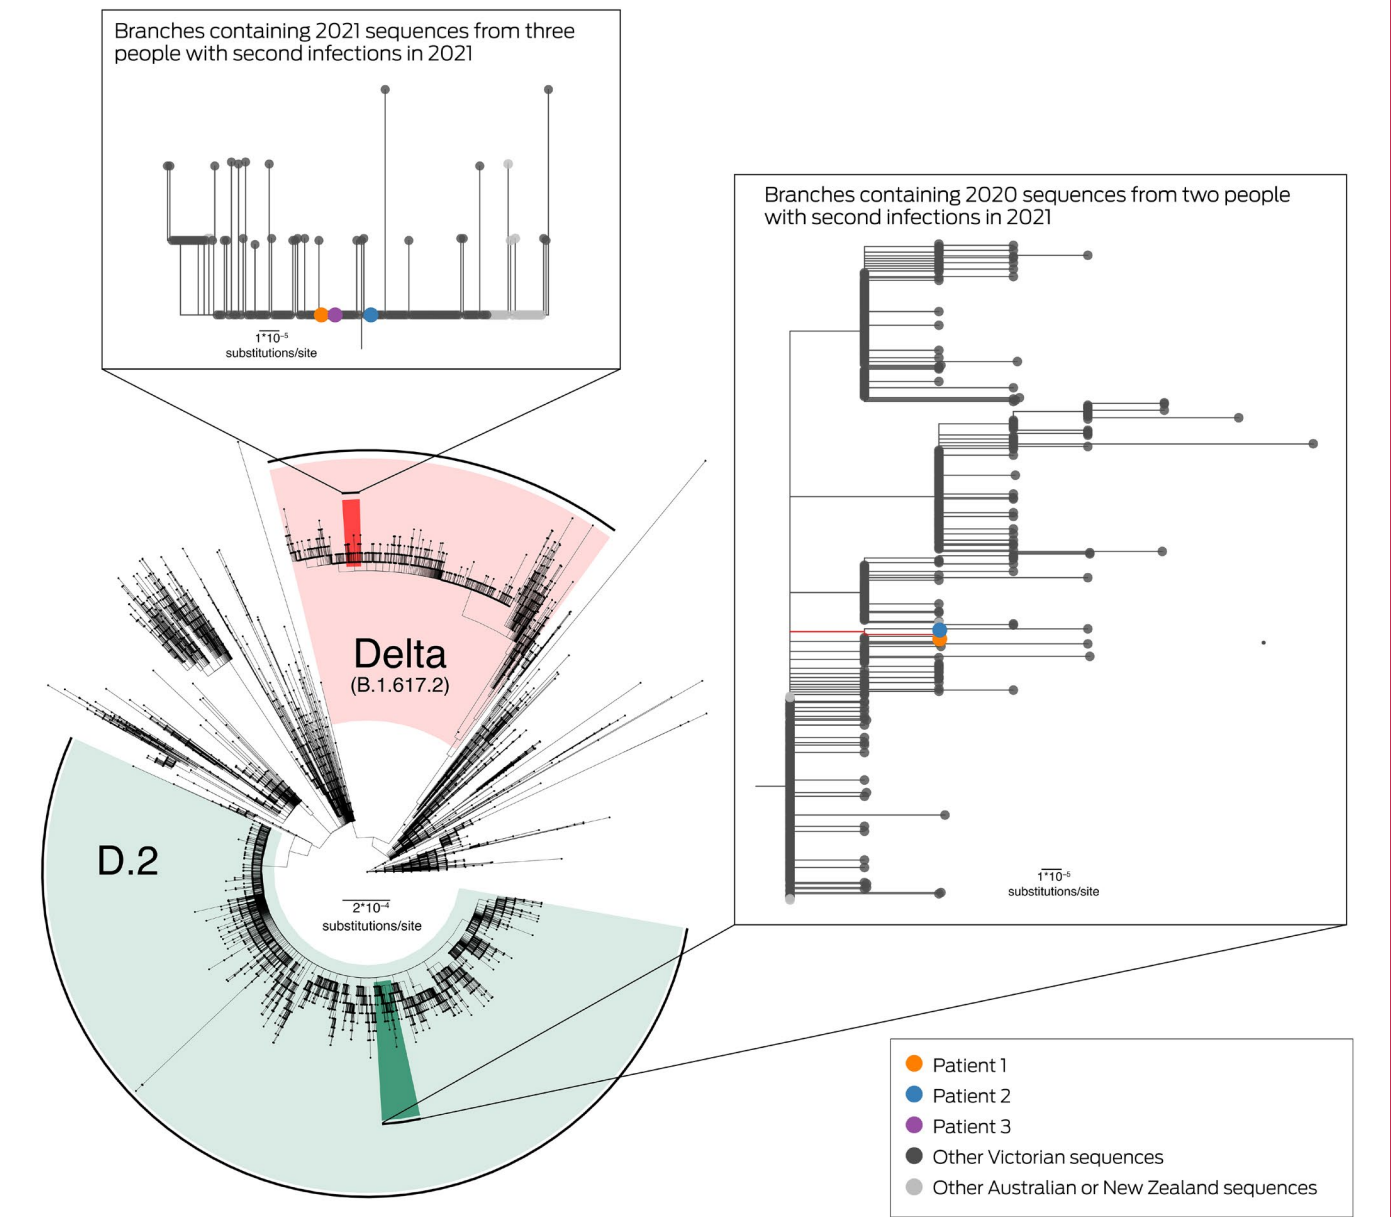 Branches containing 2021 sequences from three
people with second infections in 2021
1*10⁻⁵
substitutions/site
Branches containing 2020 sequences from two people
with second infections in 2021
1*10⁻⁵
substitutions/site
Delta
(B.1.617.2)
D.2
2*10⁻⁴
substitutions/site
Patient 1
Patient 2
Patient 3
Other Victorian sequences
Other Australian or New Zealand sequences